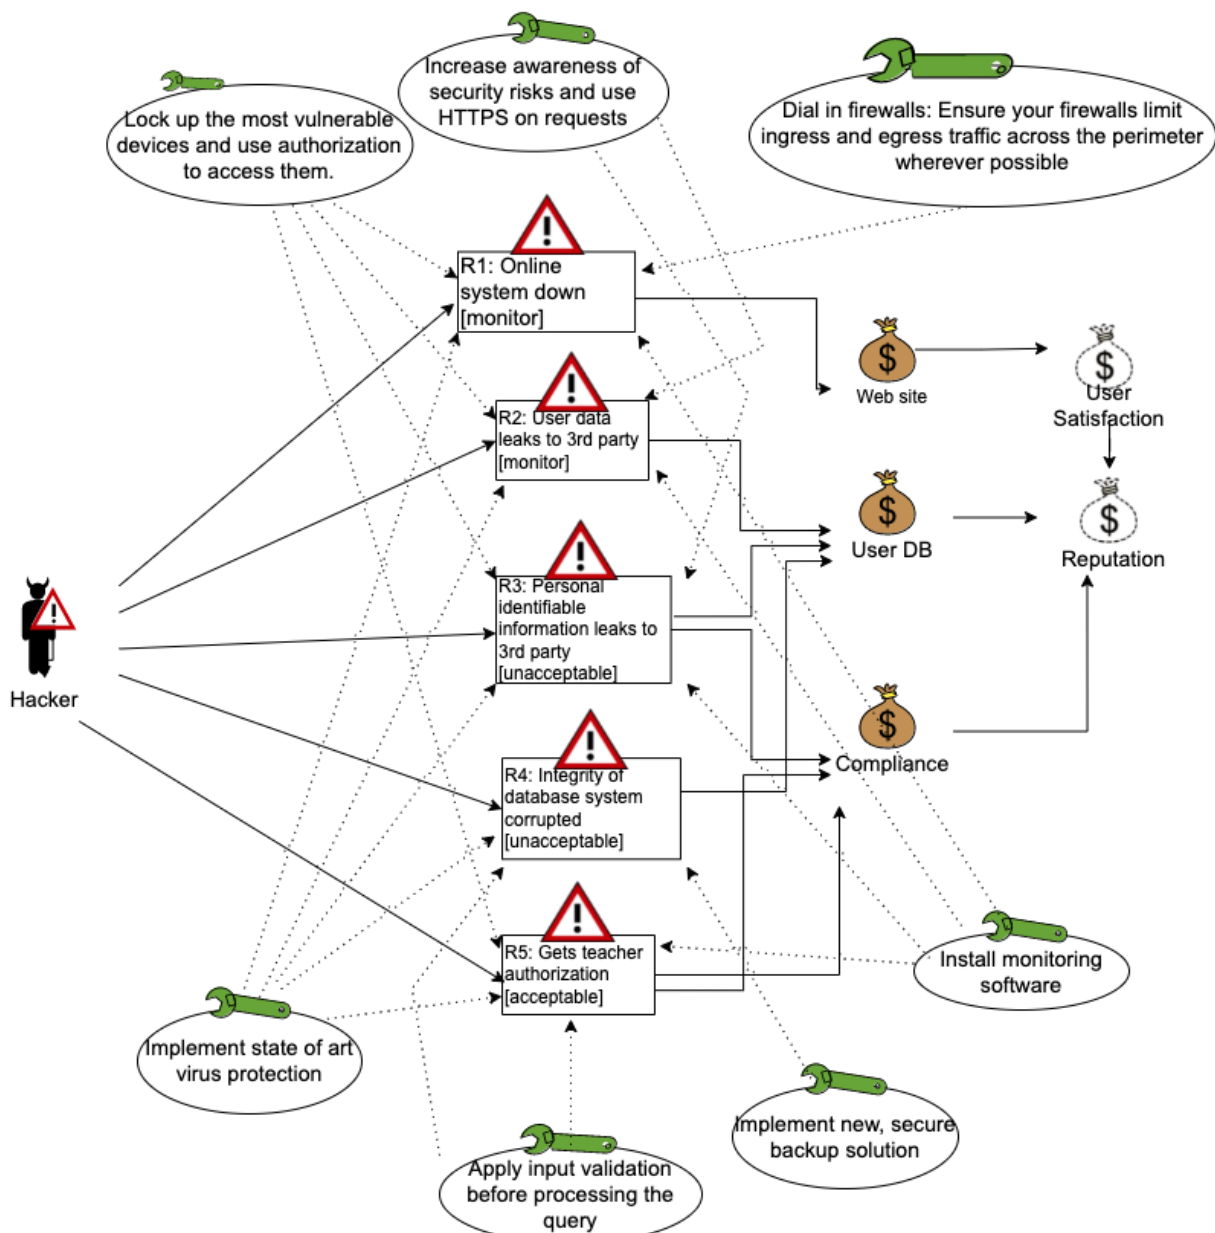 Increase awareness of
security risks and use
HTTPS on requests
Lock up the most vulnerable
devices and use authorization
to access them.
Dial in firewalls: Ensure your firewalls limit
ingress and egress traffic across the perimeter
wherever possible
R1: Online
system down
[monitor]
$
Web site
$
User
Satisfaction
R2: User data
leaks to 3rd party
[monitor]
$
User DB
$
Reputation
R3: Personal
identifiable
information leaks to
3rd party
[unacceptable]
Hacker
$
Compliance
R4: Integrity of
database system
corrupted
[unacceptable]
R5: Gets teacher
authorization
[acceptable]
Install monitoring
software
Implement state of art
virus protection
Implement new, secure
backup solution
Apply input validation
before processing the
query